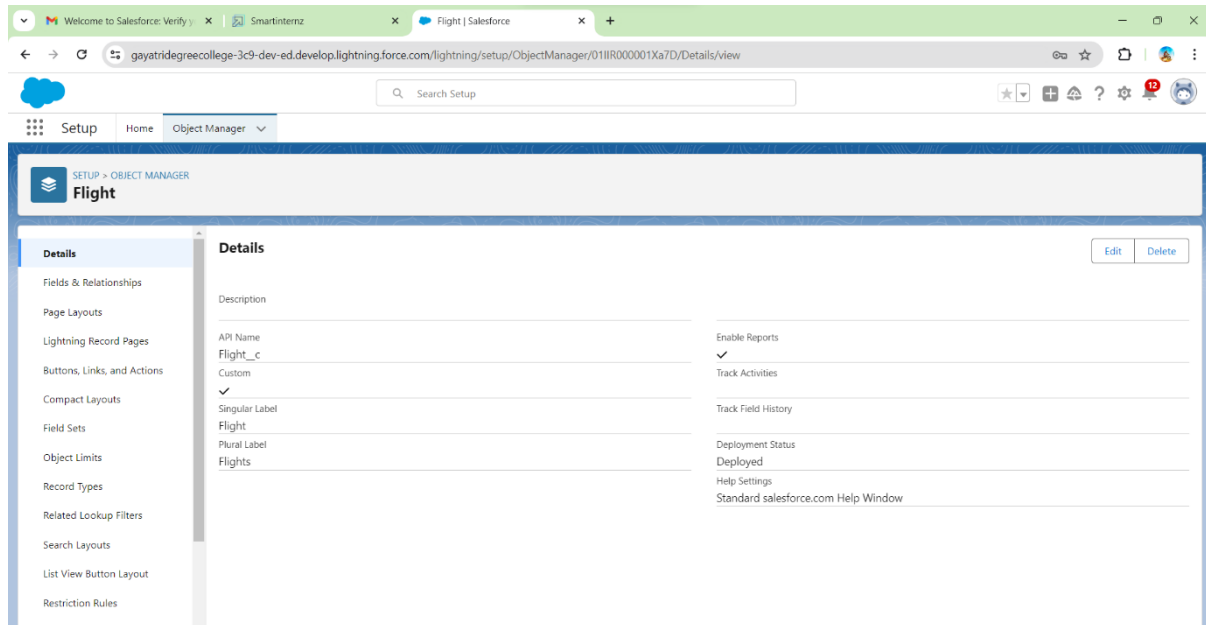 Welcome to Salesforce: Verify y
Smartinternz
Flight | Salesforce
gayatridegreecollege-3c9-dev-ed.develop.lightning.force.com/lightning/setup/ObjectManager/01IIR000001Xa7D/Details/view
Search Setup
12
Setup
Home
Object Manager
SETUP > OBJECT MANAGER
Flight
Details
Fields & Relationships
Page Layouts
Lightning Record Pages
Buttons, Links, and Actions
Compact Layouts
Field Sets
Object Limits
Record Types
Related Lookup Filters
Search Layouts
List View Button Layout
Restriction Rules
Details
Edit
Delete
Description
API Name
Flight__c
Custom
Singular Label
Flight
Plural Label
Flights
Enable Reports
Track Activities
Track Field History
Deployment Status
Deployed
Help Settings
Standard salesforce.com Help Window